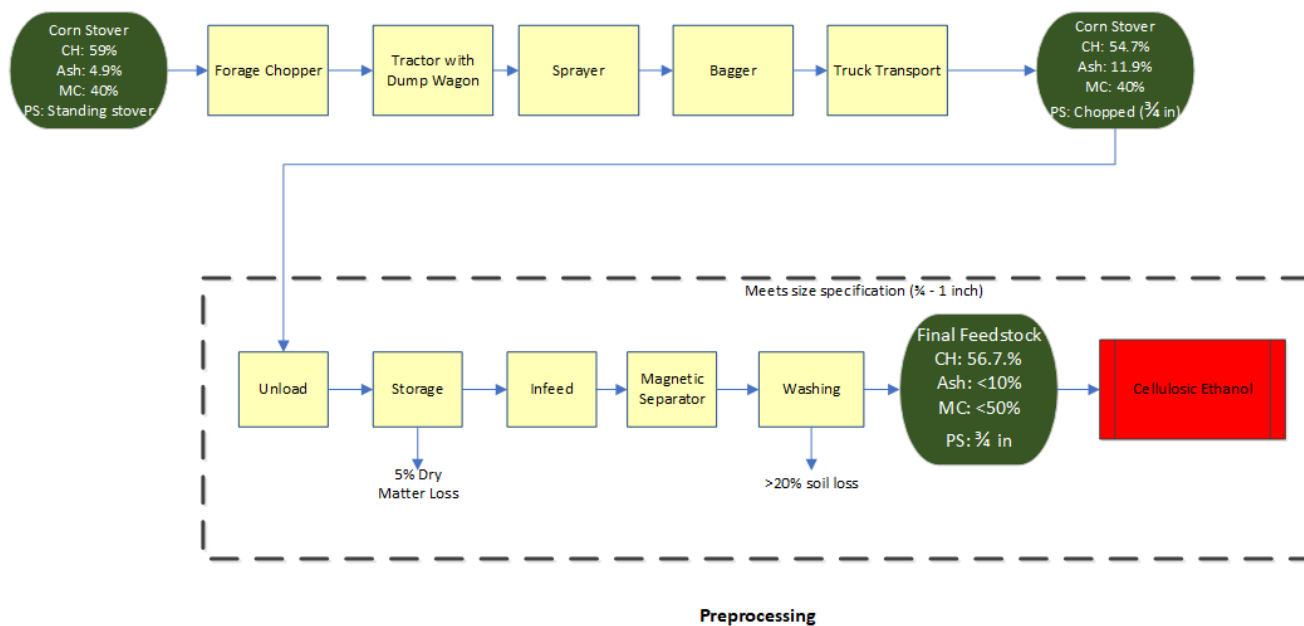 Corn Stover
CH: 59%
Ash: 4.9%
MC: 40%
PS: Standing stover
Forage Chopper
Tractor with
Dump Wagon
Sprayer
Bagger
Truck Transport
Corn Stover
CH: 54.7%
Ash: 11.9%
MC: 40%
PS: Chopped (¾ in)
Meets size specification (¾ - 1 inch)
Unload
Storage
Infeed
Magnetic
Separator
Washing
Final Feedstock
CH: 56.7.%
Ash: <10%
MC: <50%
PS: ¾ in
Cellulosic Ethanol
5% Dry
Matter Loss
>20% soil loss
Preprocessing